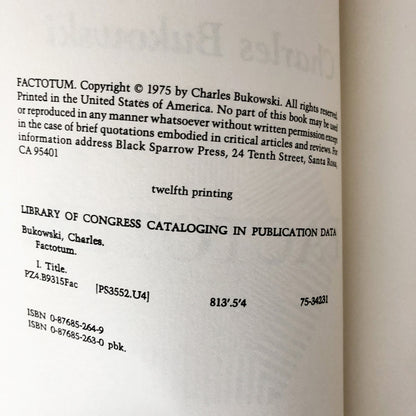 Charles Bukowski
FACTOTUM. Copyright © 1975 by Charles Bukowski. All rights reserved.
Printed in the United States of America. No part of this book may be used
or reproduced in any manner whatsoever without written permission except
in the case of brief quotations embodied in critical articles and reviews. For
information address Black Sparrow Press, 24 Tenth Street, Santa Rosa,
CA 95401
twelfth printing
LIBRARY OF CONGRESS CATALOGING IN PUBLICATION DATA
Bukowski, Charles.
Factotum.
I. Title.
PZ4.B9315Fac [PS3552.U4] 813'.5'4 75-34231
ISBN 0-87685-264-9
ISBN 0-87685-263-0 pbk.